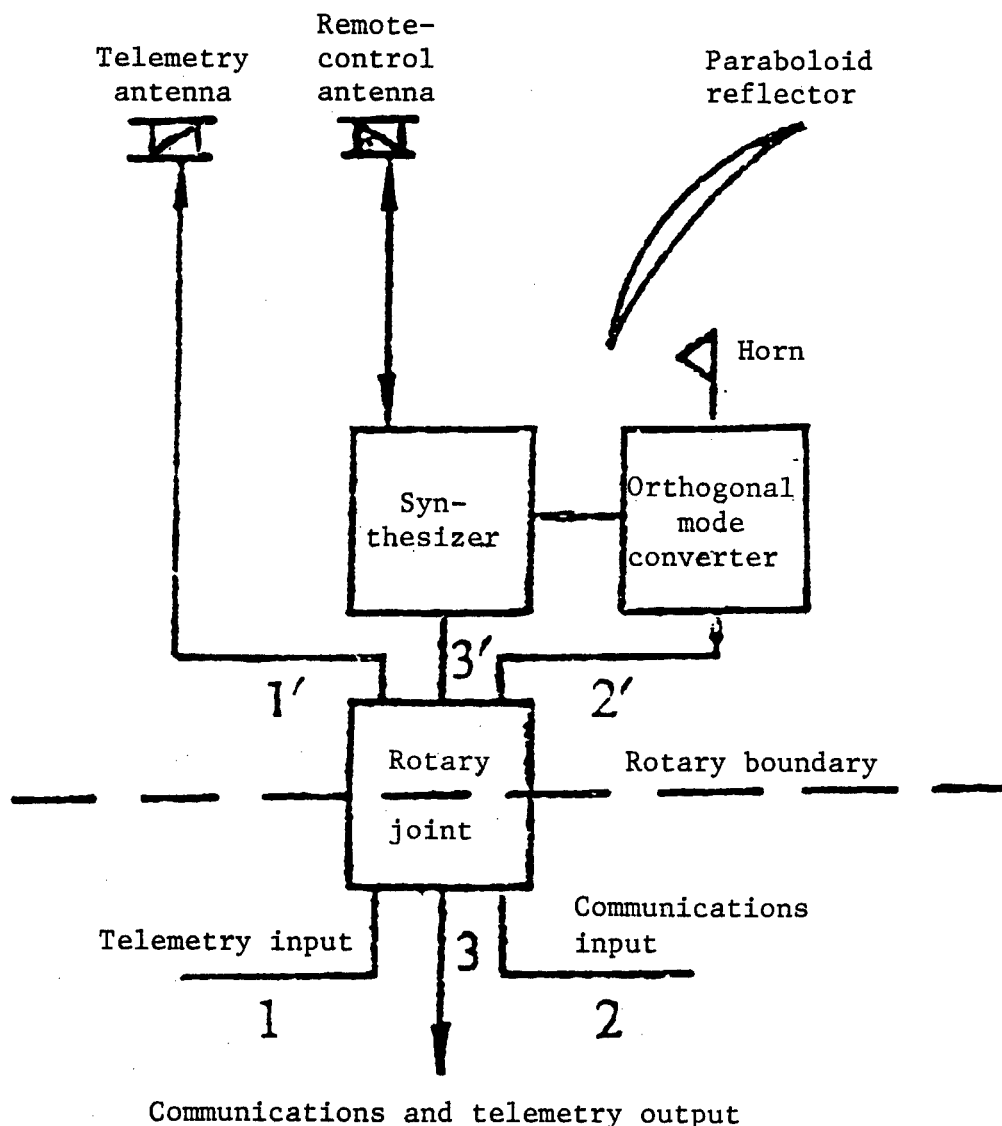 Telemetry
antenna
Remote-
control
antenna
Paraboloid
reflector
Horn
Syn-
thesizer
Orthogonal
mode
converter
1′
3′
2′
Rotary
joint
Rotary boundary
Telemetry input
1
3
Communications
input
2
Communications and telemetry output